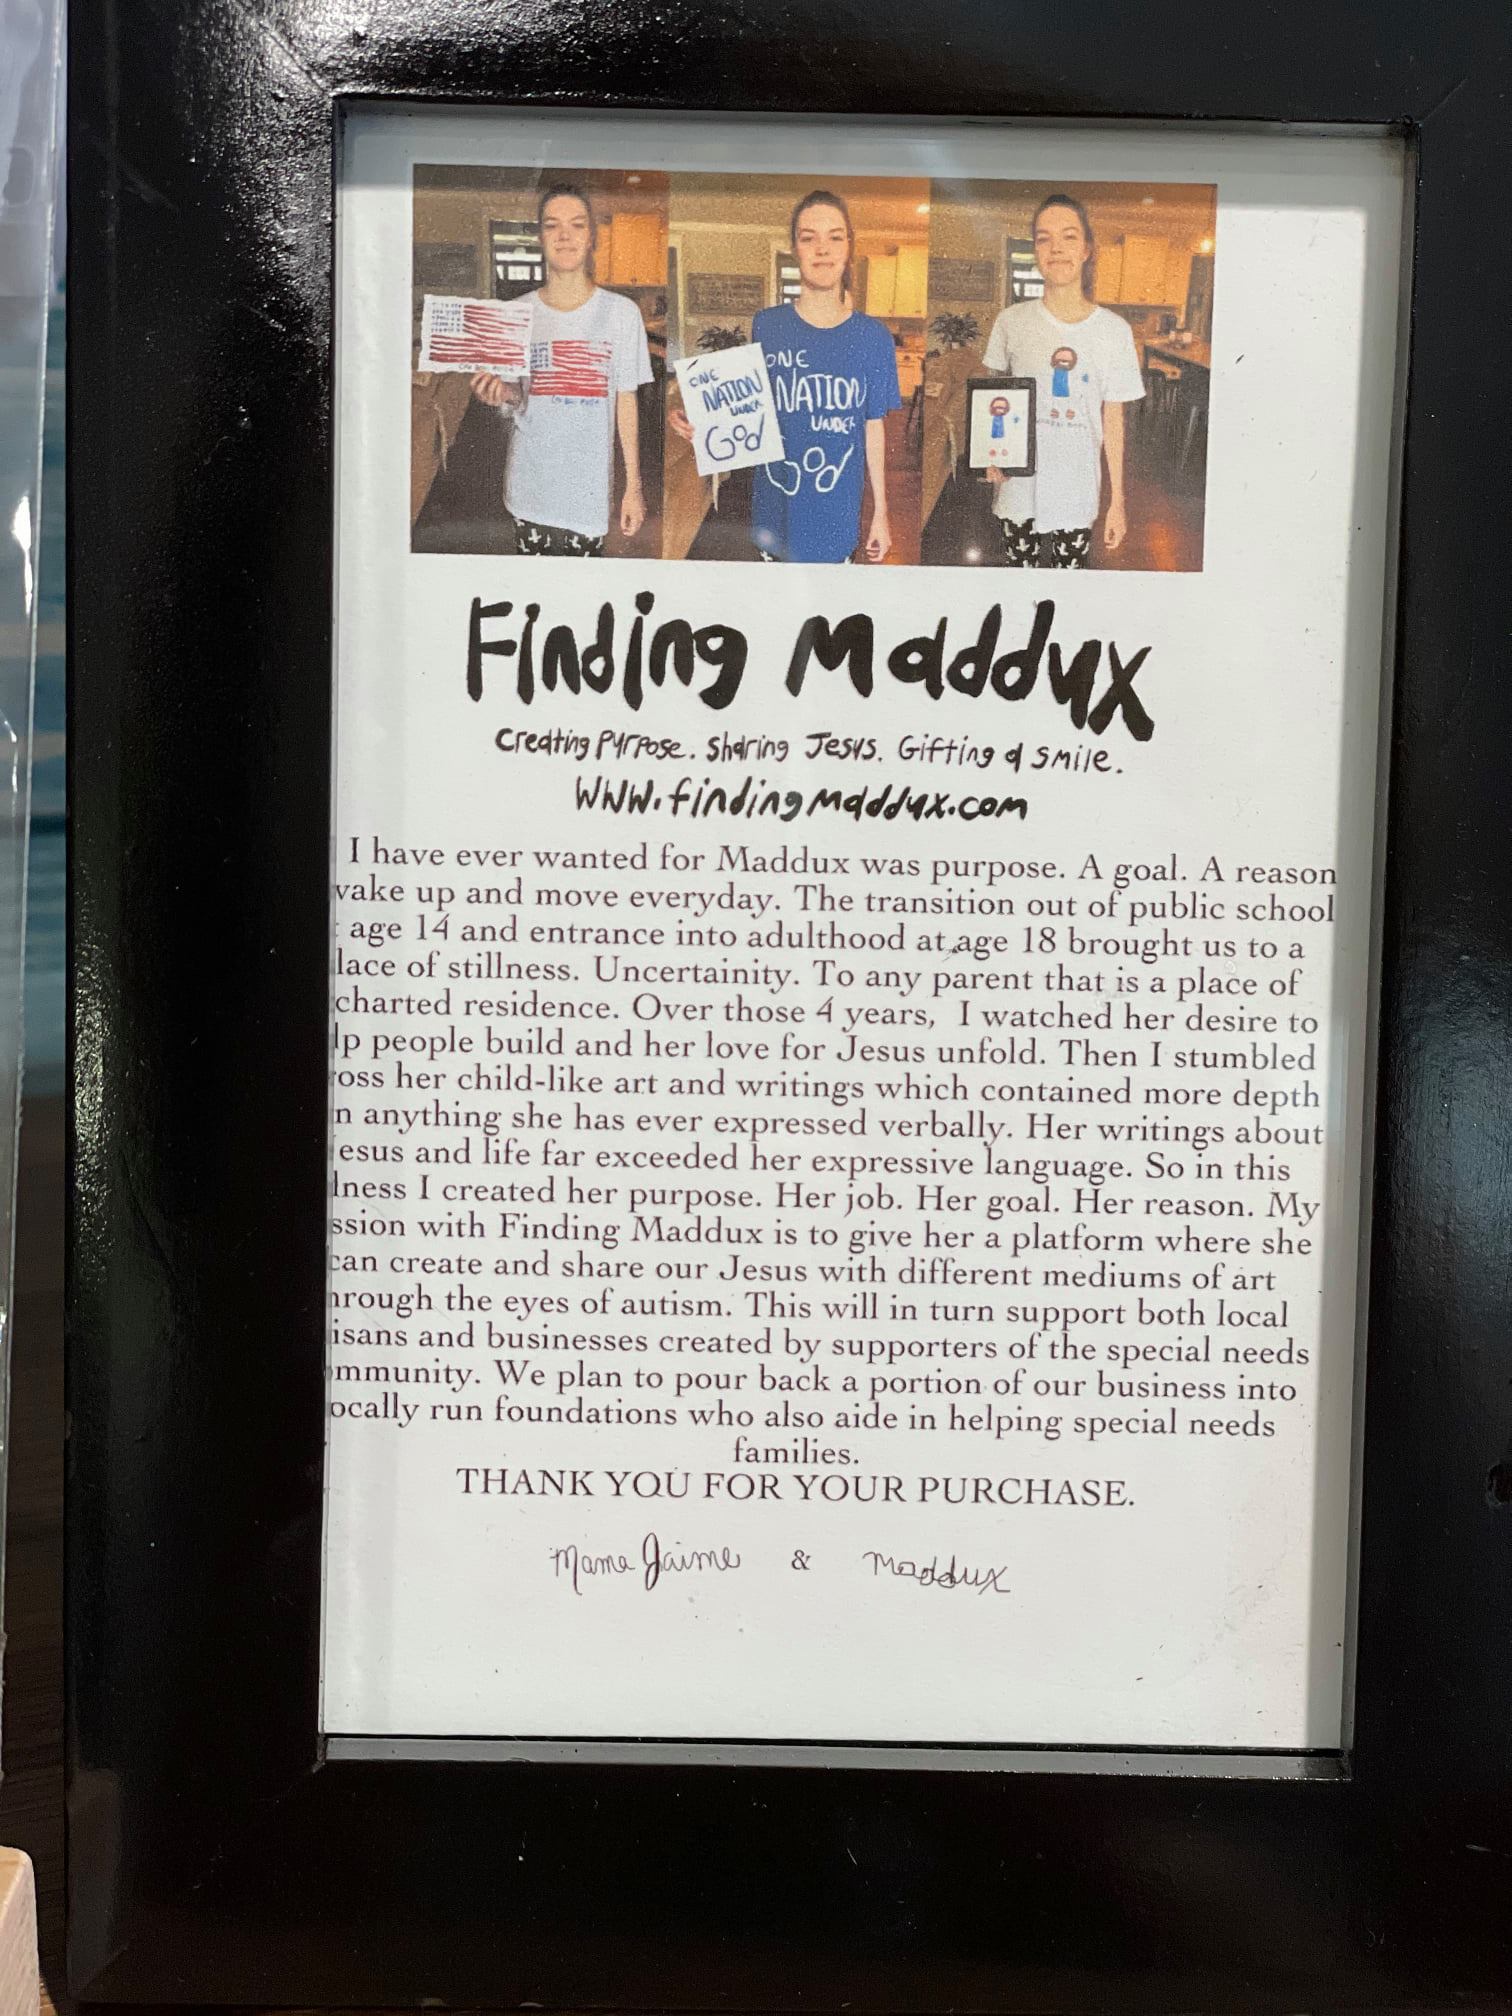 ONE
NATION
UNDER
God
ONE
NATION
UNDER
God
Finding Maddux
Creating Purpose. Sharing Jesus. Gifting a smile.
www.findingmaddux.com
I have ever wanted for Maddux was purpose. A goal. A reason
wake up and move everyday. The transition out of public school
age 14 and entrance into adulthood at age 18 brought us to a
lace of stillness. Uncertainity. To any parent that is a place of
charted residence. Over those 4 years, I watched her desire to
lp people build and her love for Jesus unfold. Then I stumbled
oss her child-like art and writings which contained more depth
n anything she has ever expressed verbally. Her writings about
esus and life far exceeded her expressive language. So in this
lness I created her purpose. Her job. Her goal. Her reason. My
ssion with Finding Maddux is to give her a platform where she
can create and share our Jesus with different mediums of art
hrough the eyes of autism. This will in turn support both local
isans and businesses created by supporters of the special needs
mmunity. We plan to pour back a portion of our business into
ocally run foundations who also aide in helping special needs
families.
THANK YOU FOR YOUR PURCHASE.
Mama Jaime & Maddux